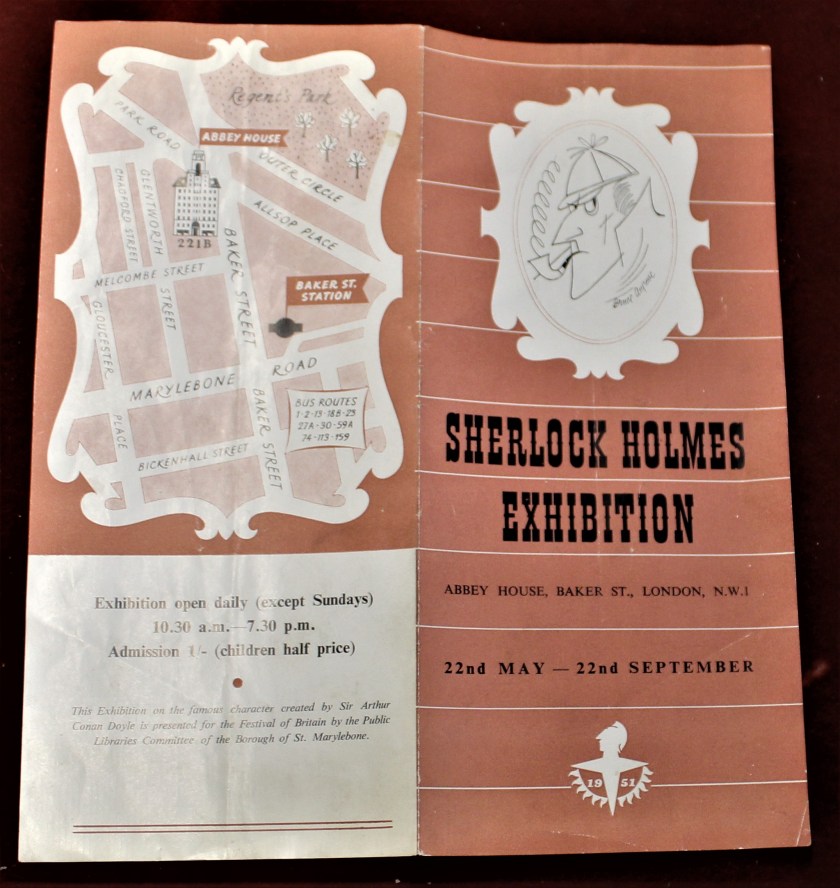 Regent's Park
PARK ROAD
ABBEY HOUSE
OUTER CIRCLE
ALLSOP PLACE
CHAGFORD STREET
GLENTWORTH
STREET
221B
BAKER STREET
MELCOMBE STREET
BAKER ST.
STATION
GLOUCESTER
PLACE
MARYLEBONE ROAD
BAKER STREET
BUS ROUTES
1-2-13-18B-23
27A-30-59A
74-113-159
BICKENHALL STREET
Exhibition open daily (except Sundays)
10.30 a.m.—7.30 p.m.
Admission 1/- (children half price)
This Exhibition on the famous character created by Sir Arthur
Conan Doyle is presented for the Festival of Britain by the Public
Libraries Committee of the Borough of St. Marylebone.
SHERLOCK HOLMES
EXHIBITION
ABBEY HOUSE, BAKER ST., LONDON, N.W.1
22nd MAY — 22nd SEPTEMBER
1951